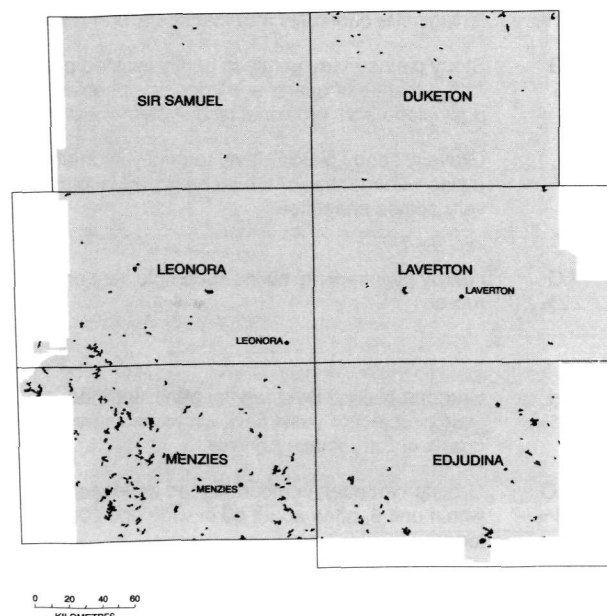 SIR SAMUEL
DUKETON
LEONORA
LAVERTON
LAVERTON
LEONORA
MENZIES
EDJUDINA
MENZIES
0 20 40 60
KILOMETRES